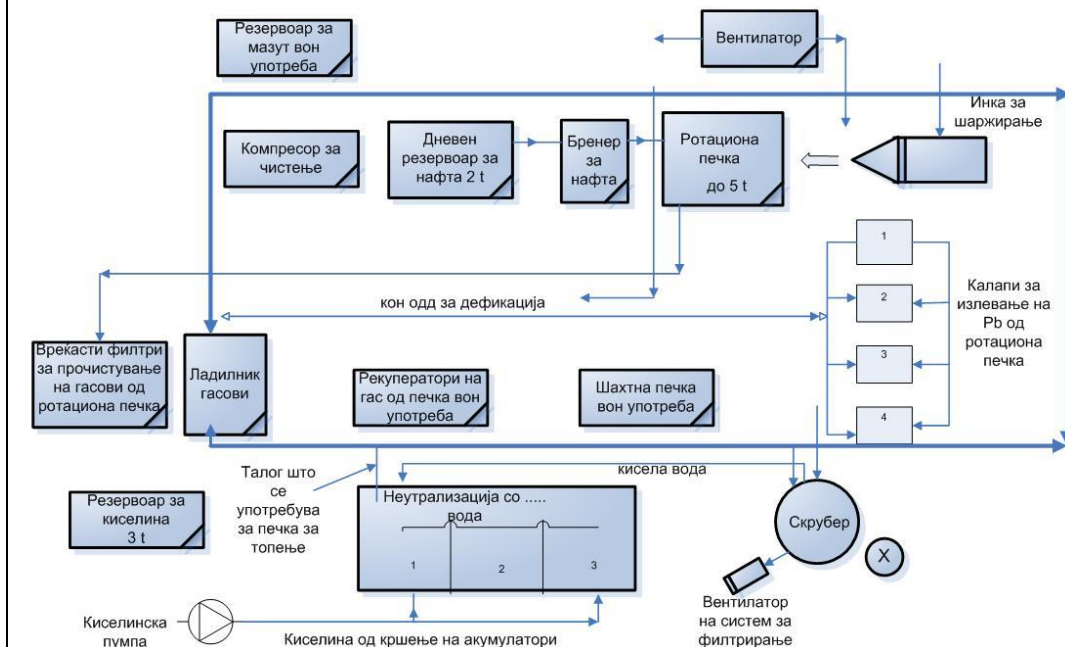 Резервоар за
мазут вон
употреба
Вентилатор
Инка за
шаржирање
Компресор за
чистење
Дневен
резервоар за
нафта 2 t
Бренер
за
нафта
Ротациона
печка
до 5 t
1
2
3
4
Калапи за
излевање на
Pb од
ротациона
печка
кон одд за дефикација
Врeќасти филтри
за прочистување
на гасови од
ротациона печка
Ладилник
гасови
Рекуператори на
гас од печка вон
употреба
Шахтна печка
вон употреба
Талог што
се
употребува
за печка за
топење
кисела вода
Резервоар за
киселина
3 t
Неутрализација со .....
вода
1
2
3
Скрубер
X
Вентилатор
на систем за
филтрирање
Киселинска
пумпа
Киселина од кршење на акумулатори